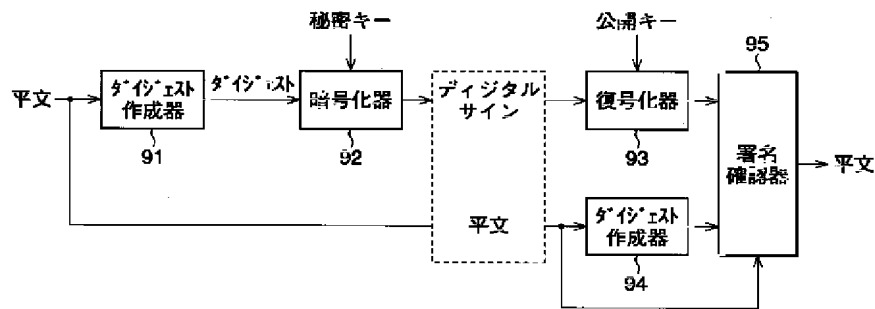 秘密キー
公開キー
95
平文
ダイジェスト
作成器
ダイジェスト
暗号化器
ディジタル
サイン
復号化器
署名
確認器
平文
91
92
93
平文
ダイジェスト
作成器
94